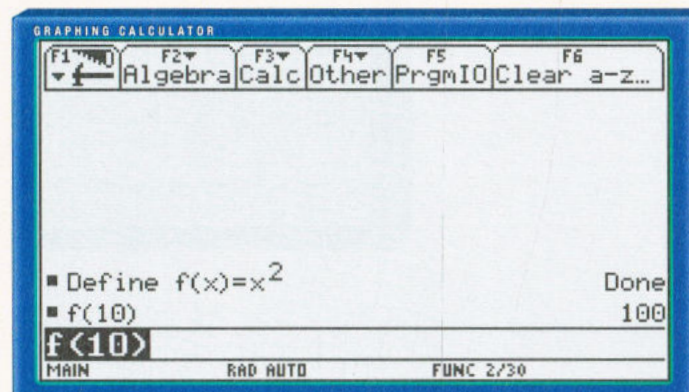 GRAPHING CALCULATOR
F1 F2▼ F3▼ F4▼ F5 F6
▼ Algebra Calc Other PrgmIO Clear a-z…
▪ Define f(x)=x² Done
▪ f(10) 100
f(10)
MAIN RAD AUTO FUNC 2/30